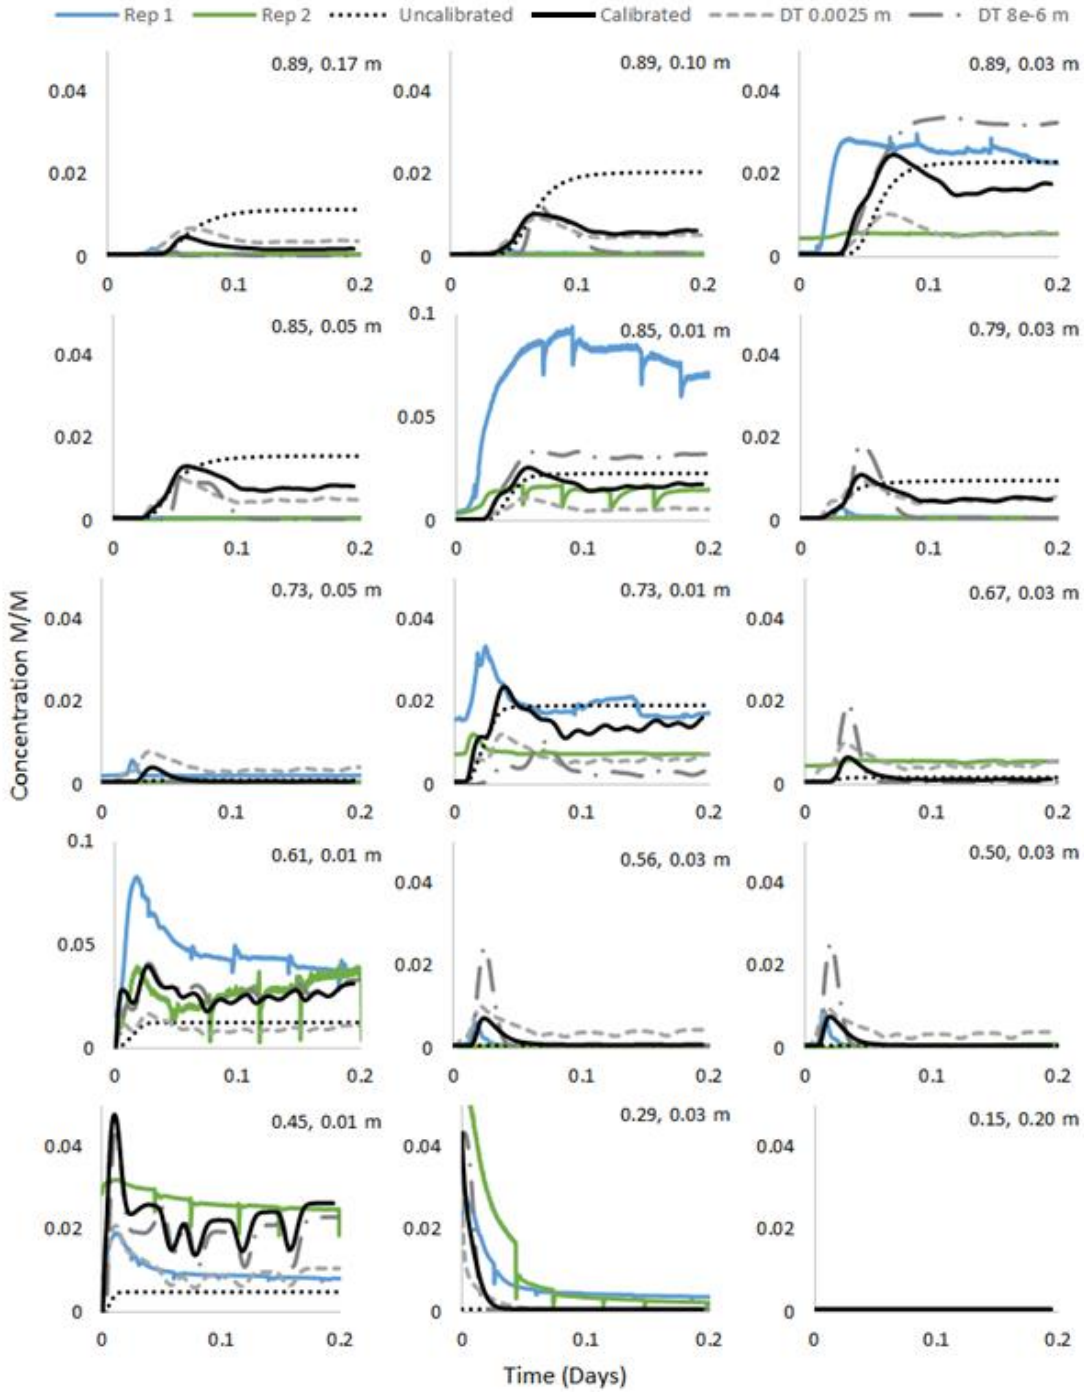 Rep 1 Rep 2 Uncalibrated Calibrated DT 0.0025 m DT 8e-6 m
0.89, 0.17 m 0.89, 0.10 m 0.89, 0.03 m
0.04 0.04 0.04
0.02 0.02 0.02
0 0 0
0 0.1 0.2 0 0.1 0.2 0 0.1 0.2
0.85, 0.05 m 0.1 0.85, 0.01 m 0.79, 0.03 m
0.04 0.04
0.05
0.02 0.02
0 0 0
0 0.1 0.2 0 0.1 0.2 0 0.1 0.2
Concentration M/M
0.73, 0.05 m 0.73, 0.01 m 0.67, 0.03 m
0.04 0.04 0.04
0.02 0.02 0.02
0 0 0
0 0.1 0.2 0 0.1 0.2 0 0.1 0.2
0.1 0.61, 0.01 m 0.56, 0.03 m 0.50, 0.03 m
0.04 0.04
0.05 0.02 0.02
0 0 0
0 0.1 0.2 0 0.1 0.2 0 0.1 0.2
0.45, 0.01 m 0.29, 0.03 m 0.15, 0.20 m
0.04 0.04 0.04
0.02 0.02 0.02
0 0 0
0 0.1 0.2 0 0.1 0.2 0 0.1 0.2
Time (Days)